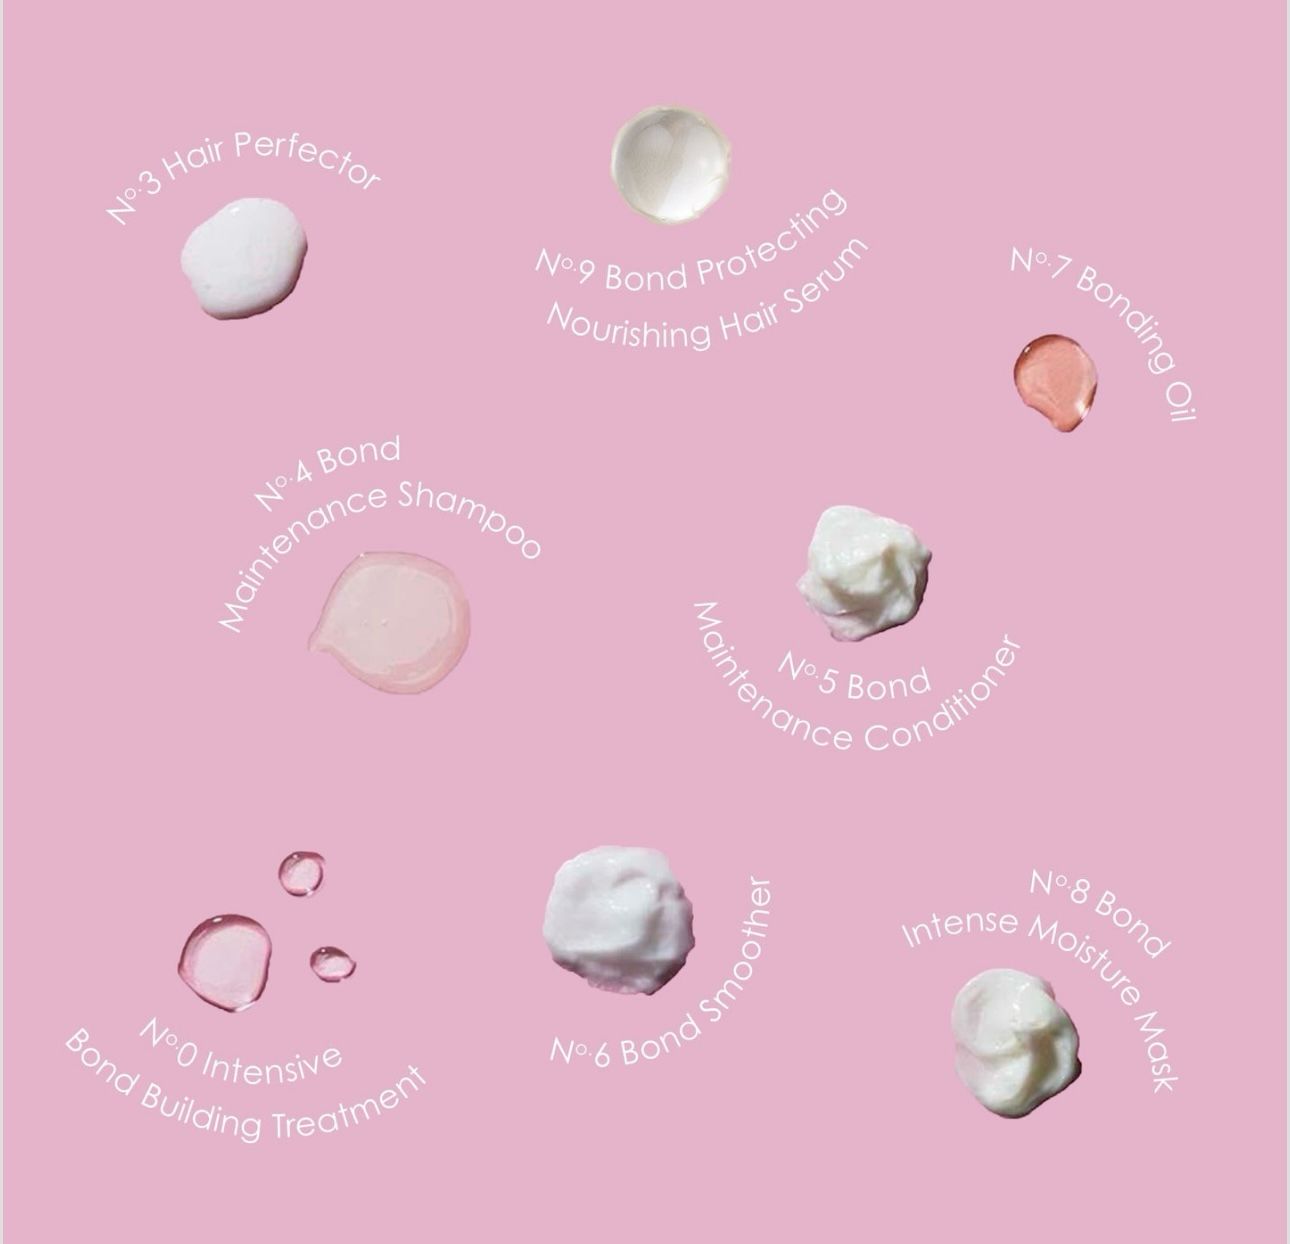 Nº.3 Hair Perfector
Nº.9 Bond Protecting
Nourishing Hair Serum
Nº.7 Bonding Oil
Nº.4 Bond
Maintenance Shampoo
Nº.5 Bond
Maintenance Conditioner
Nº.0 Intensive
Bond Building Treatment
Nº.6 Bond Smoother
Nº.8 Bond
Intense Moisture Mask